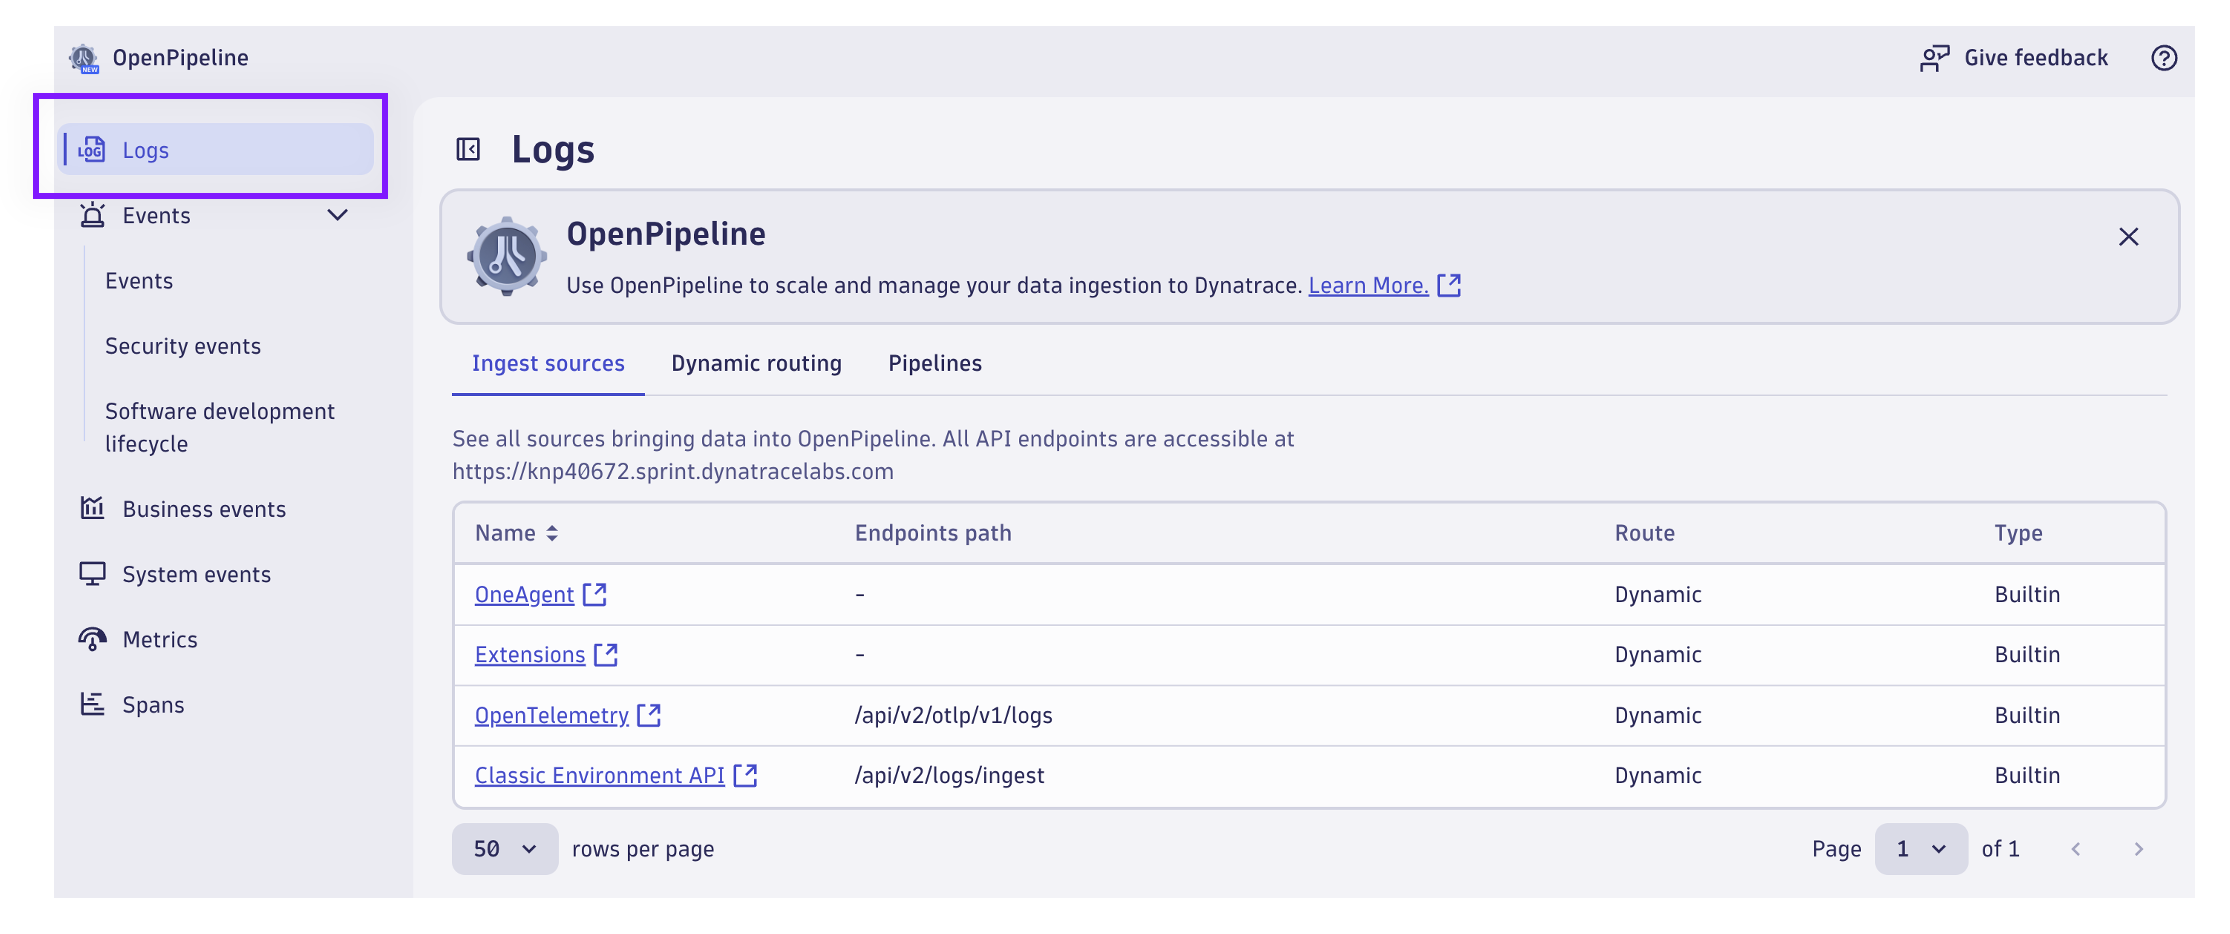 OpenPipeline
NEW
Give feedback
LOG
Logs
Events
Events
Security events
Software development
lifecycle
Business events
System events
Metrics
Spans
Logs
OpenPipeline
Use OpenPipeline to scale and manage your data ingestion to Dynatrace. Learn More.
Ingest sources Dynamic routing Pipelines
See all sources bringing data into OpenPipeline. All API endpoints are accessible at
https://knp40672.sprint.dynatracelabs.com
Name Endpoints path Route Type
OneAgent - Dynamic Builtin
Extensions - Dynamic Builtin
OpenTelemetry /api/v2/otlp/v1/logs Dynamic Builtin
Classic Environment API /api/v2/logs/ingest Dynamic Builtin
50 rows per page Page 1 of 1